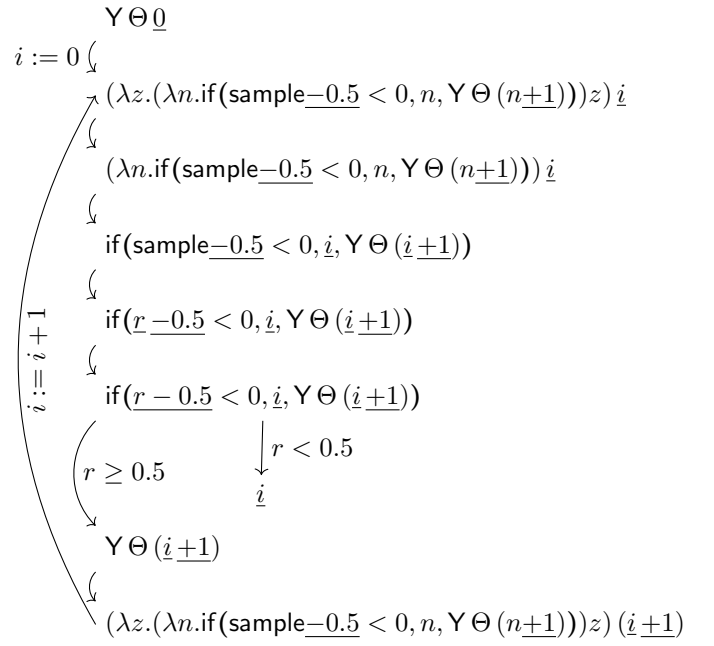 Y Θ 0
i := 0
(λz.(λn.if(sample−0.5 < 0, n, Y Θ (n+1)))z) i
(λn.if(sample−0.5 < 0, n, Y Θ (n+1))) i
if(sample−0.5 < 0, i, Y Θ (i +1))
if(r −0.5 < 0, i, Y Θ (i +1))
i := i + 1
if(r − 0.5 < 0, i, Y Θ (i +1))
r < 0.5
r ≥ 0.5
i
Y Θ (i +1)
(λz.(λn.if(sample−0.5 < 0, n, Y Θ (n+1)))z) (i +1)